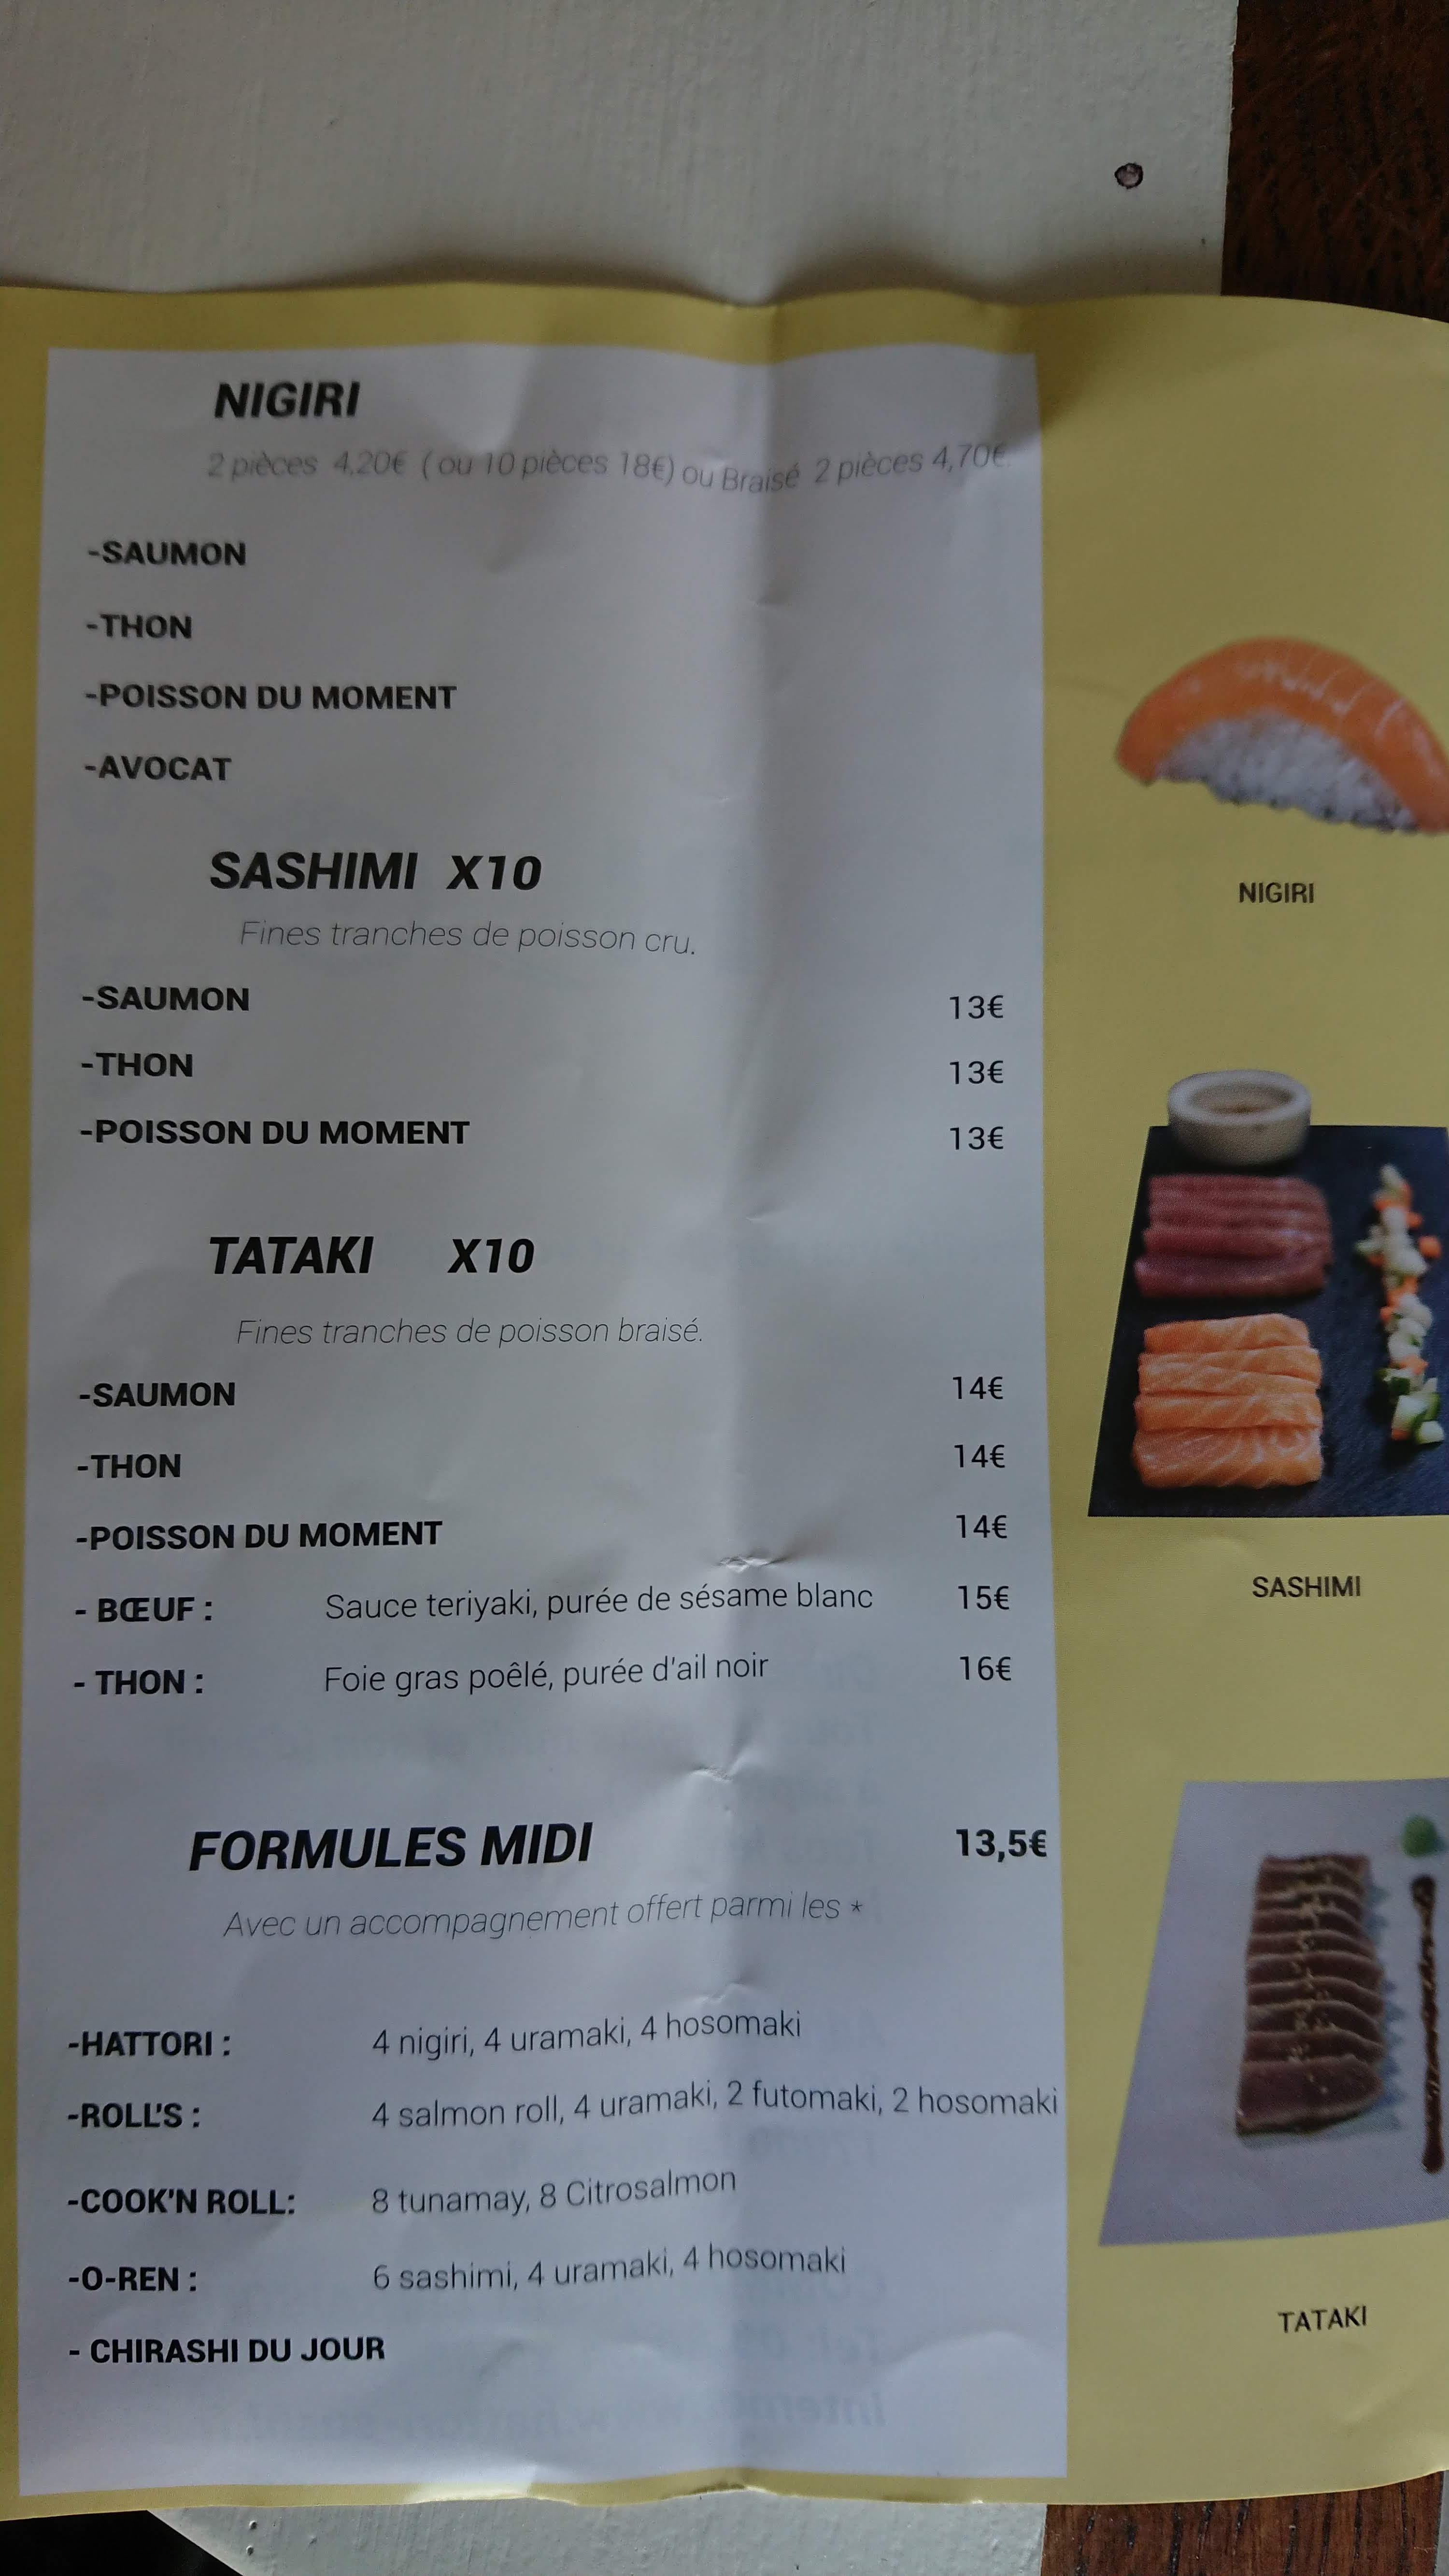 NIGIRI
2 pièces 4,20€ ( ou 10 pièces 18€) ou Braisé 2 pièces 4,70€
-SAUMON
-THON
-POISSON DU MOMENT
-AVOCAT
NIGIRI
SASHIMI X10
Fines tranches de poisson cru.
-SAUMON 13€
-THON 13€
-POISSON DU MOMENT 13€
TATAKI X10
Fines tranches de poisson braisé.
-SAUMON 14€
-THON 14€
-POISSON DU MOMENT 14€
- BŒUF : Sauce teriyaki, purée de sésame blanc 15€
- THON : Foie gras poêlé, purée d'ail noir 16€
SASHIMI
FORMULES MIDI 13,5€
Avec un accompagnement offert parmi les *
-HATTORI : 4 nigiri, 4 uramaki, 4 hosomaki
-ROLL'S : 4 salmon roll, 4 uramaki, 2 futomaki, 2 hosomaki
-COOK'N ROLL: 8 tunamay, 8 Citrosalmon
-O-REN : 6 sashimi, 4 uramaki, 4 hosomaki
- CHIRASHI DU JOUR
TATAKI